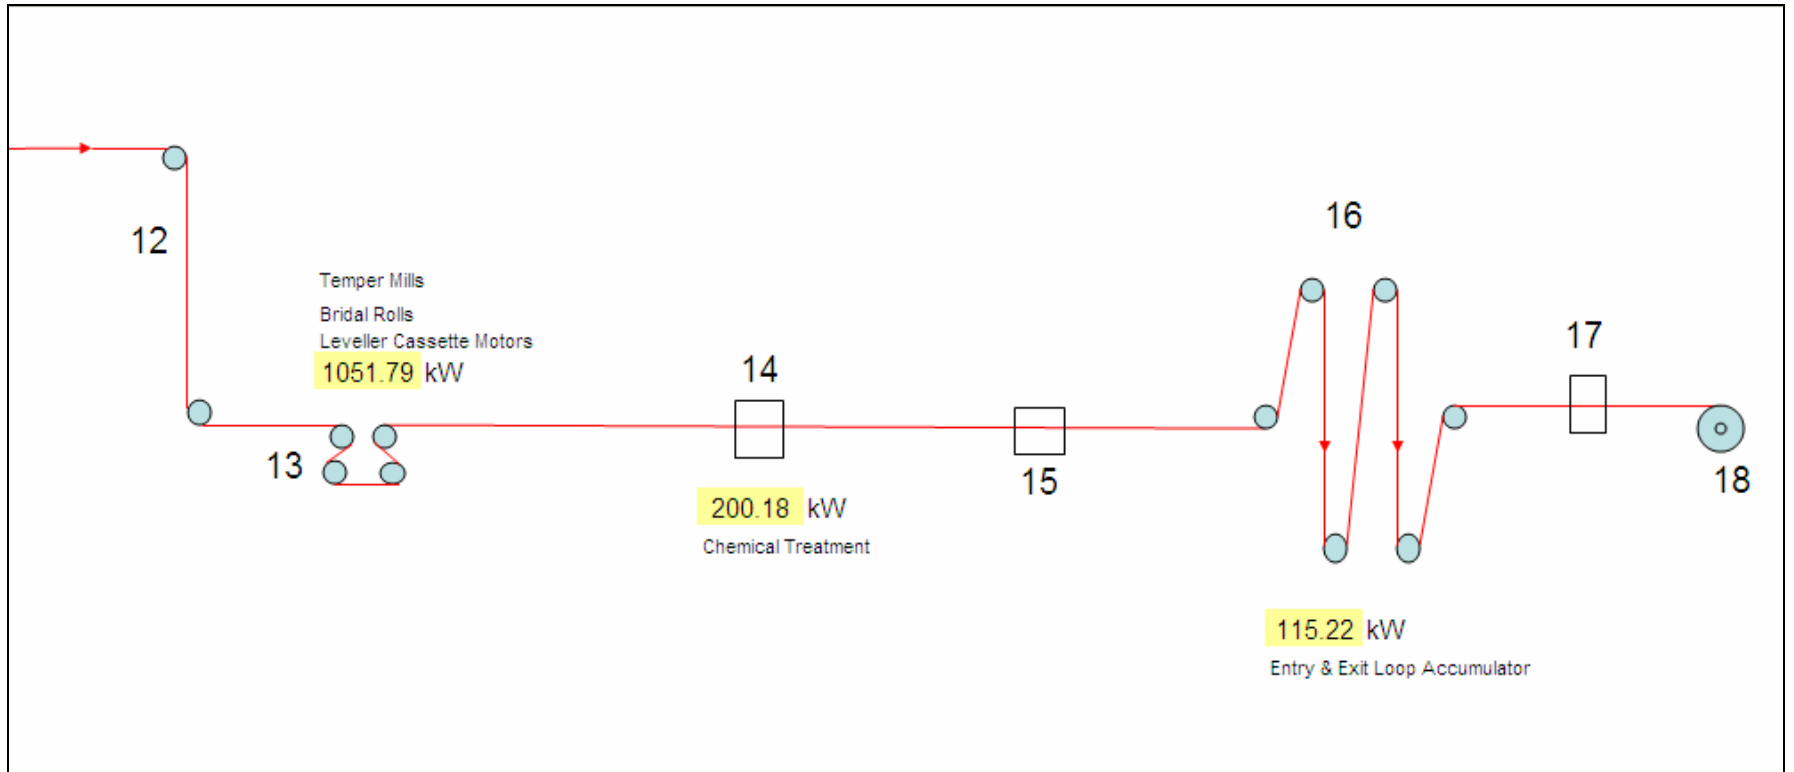 16
12
Temper Mills
Bridal Rolls
Leveller Cassette Motors
1051.79 kW
17
14
13
15
18
200.18 kW
Chemical Treatment
115.22 kW
Entry & Exit Loop Accumulator